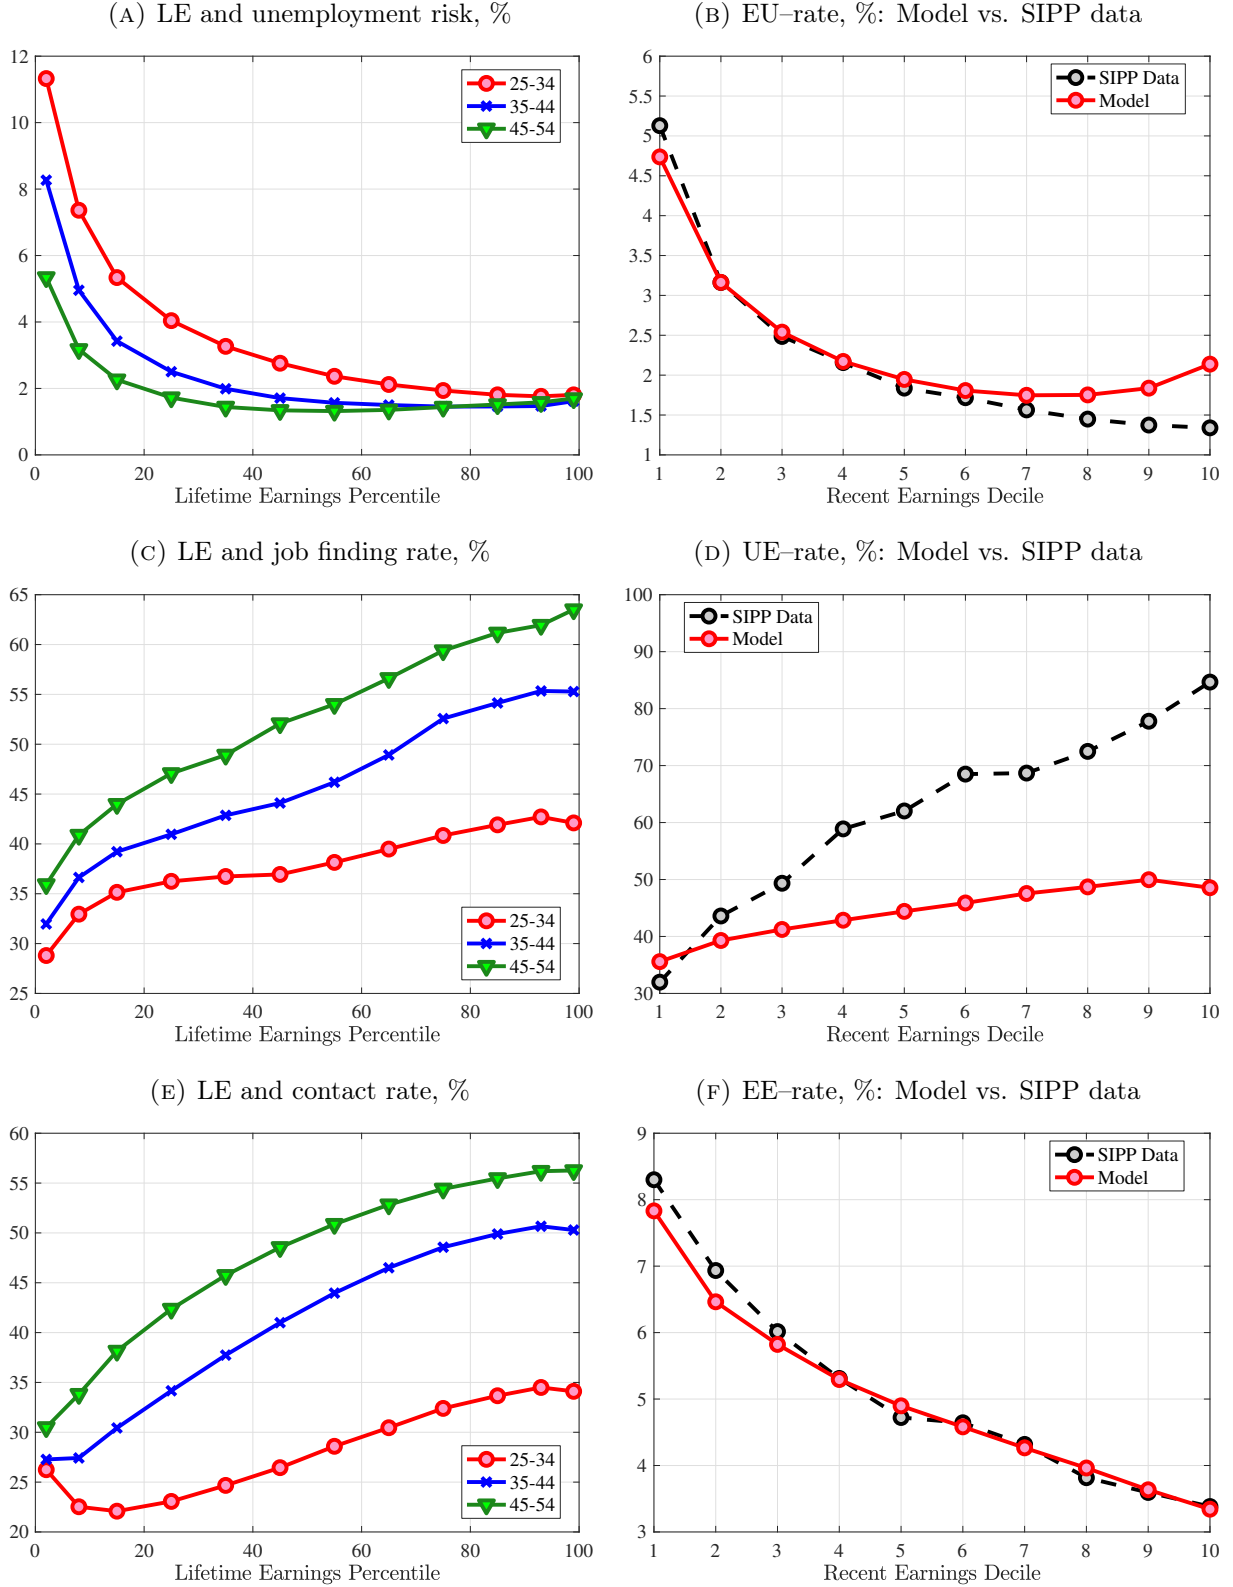 (A) LE and unemployment risk, %
12
10
8
6
4
2
0
0 20 40 60 80 100
Lifetime Earnings Percentile
25-34
35-44
45-54
(B) EU–rate, %: Model vs. SIPP data
6
5.5
5
4.5
4
3.5
3
2.5
2
1.5
1
1 2 3 4 5 6 7 8 9 10
Recent Earnings Decile
SIPP Data
Model
(C) LE and job finding rate, %
65
60
55
50
45
40
35
30
25
0 20 40 60 80 100
Lifetime Earnings Percentile
25-34
35-44
45-54
(D) UE–rate, %: Model vs. SIPP data
100
90
80
70
60
50
40
30
1 2 3 4 5 6 7 8 9 10
Recent Earnings Decile
SIPP Data
Model
(E) LE and contact rate, %
60
55
50
45
40
35
30
25
20
0 20 40 60 80 100
Lifetime Earnings Percentile
25-34
35-44
45-54
(F) EE–rate, %: Model vs. SIPP data
9
8
7
6
5
4
3
1 2 3 4 5 6 7 8 9 10
Recent Earnings Decile
SIPP Data
Model